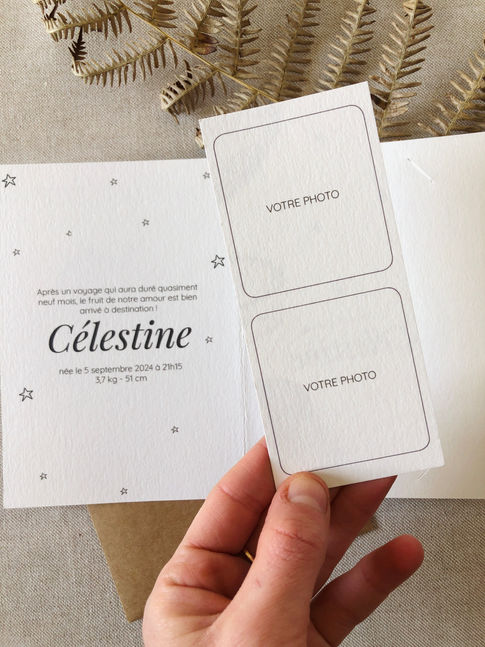 Après un voyage qui aura duré quasiment
neuf mois, le fruit de notre amour est bien
arrivé à destination !
Célestine
née le 5 septembre 2024 à 21h15
3,7 kg - 51 cm
VOTRE PHOTO
VOTRE PHOTO